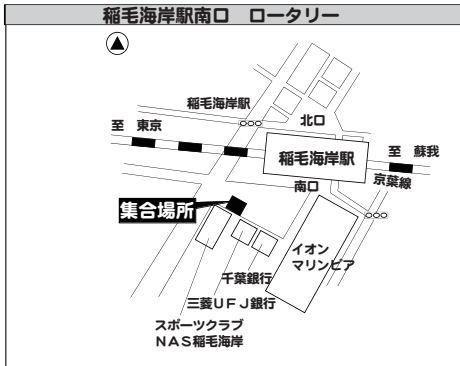 稲毛海岸駅南口　ロータリー
稲毛海岸駅
北口
至　東京
稲毛海岸駅
至　蘇我
京葉線
南口
集合場所
イオン
マリンピア
千葉銀行
三菱UFJ銀行
スポーツクラブ
NAS稲毛海岸